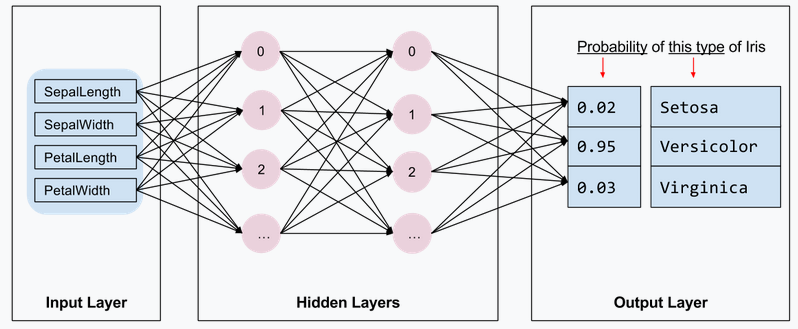 Probability of this type of Iris
SepalLength
SepalWidth
PetalLength
PetalWidth
0
1
2
...
0
1
2
...
0.02 Setosa
0.95 Versicolor
0.03 Virginica
Input Layer
Hidden Layers
Output Layer